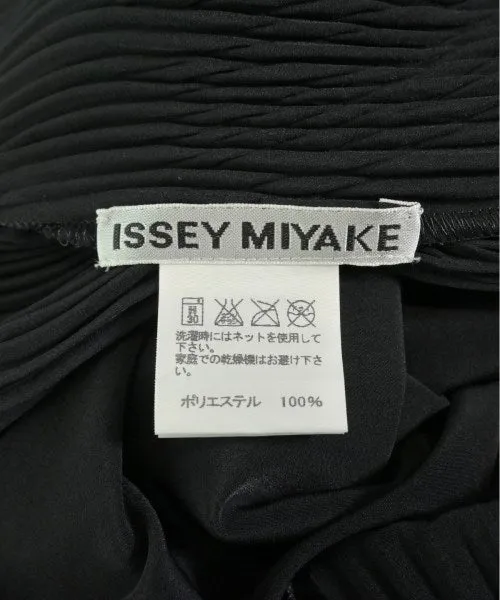 ISSEY MIYAKE
弱
30
洗濯時にはネットを使用して
下さい。
家庭での乾燥機はお避け下さ
い。
ポリエステル 100%